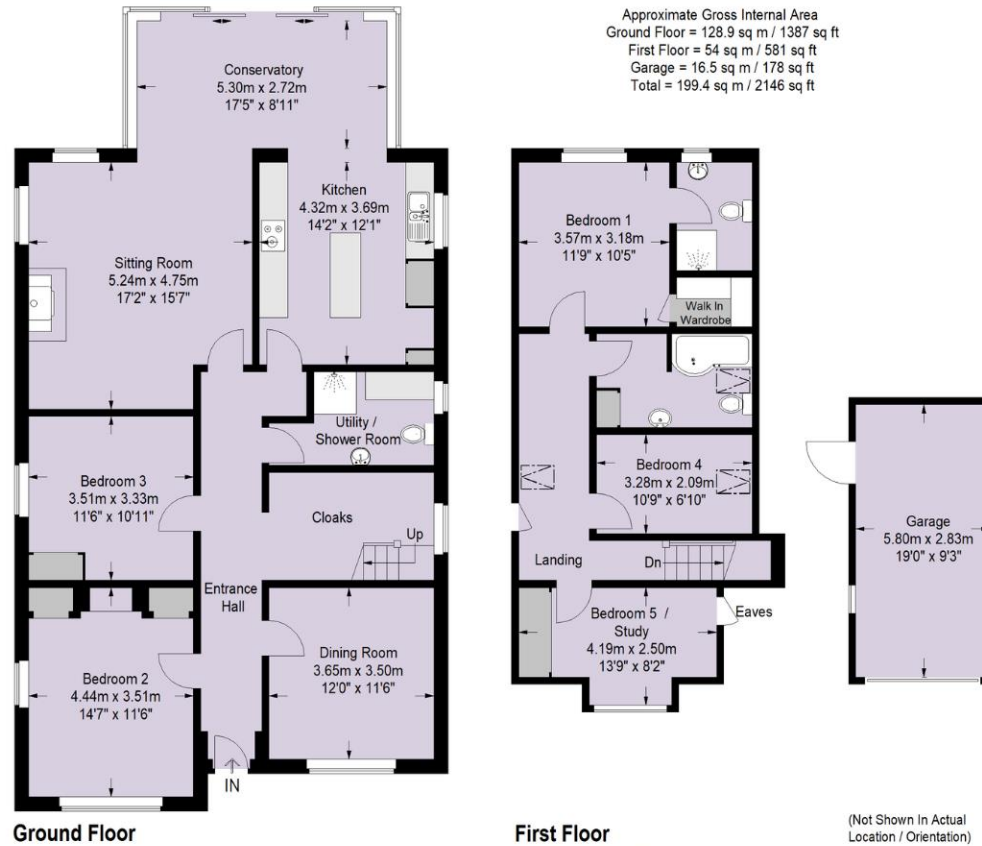 Approximate Gross Internal Area
Ground Floor = 128.9 sq m / 1387 sq ft
First Floor = 54 sq m / 581 sq ft
Garage = 16.5 sq m / 178 sq ft
Total = 199.4 sq m / 2146 sq ft
Conservatory
5.30m x 2.72m
17'5" x 8'11"
Kitchen
4.32m x 3.69m
14'2" x 12'1"
Sitting Room
5.24m x 4.75m
17'2" x 15'7"
Utility /
Shower Room
Bedroom 3
3.51m x 3.33m
11'6" x 10'11"
Cloaks
Up
Entrance
Hall
Dining Room
3.65m x 3.50m
12'0" x 11'6"
Bedroom 2
4.44m x 3.51m
14'7" x 11'6"
IN
Ground Floor
Bedroom 1
3.57m x 3.18m
11'9" x 10'5"
Walk In
Wardrobe
Bedroom 4
3.28m x 2.09m
10'9" x 6'10"
Landing
Dn
Bedroom 5 /
Study
4.19m x 2.50m
13'9" x 8'2"
Eaves
First Floor
Garage
5.80m x 2.83m
19'0" x 9'3"
(Not Shown In Actual
Location / Orientation)